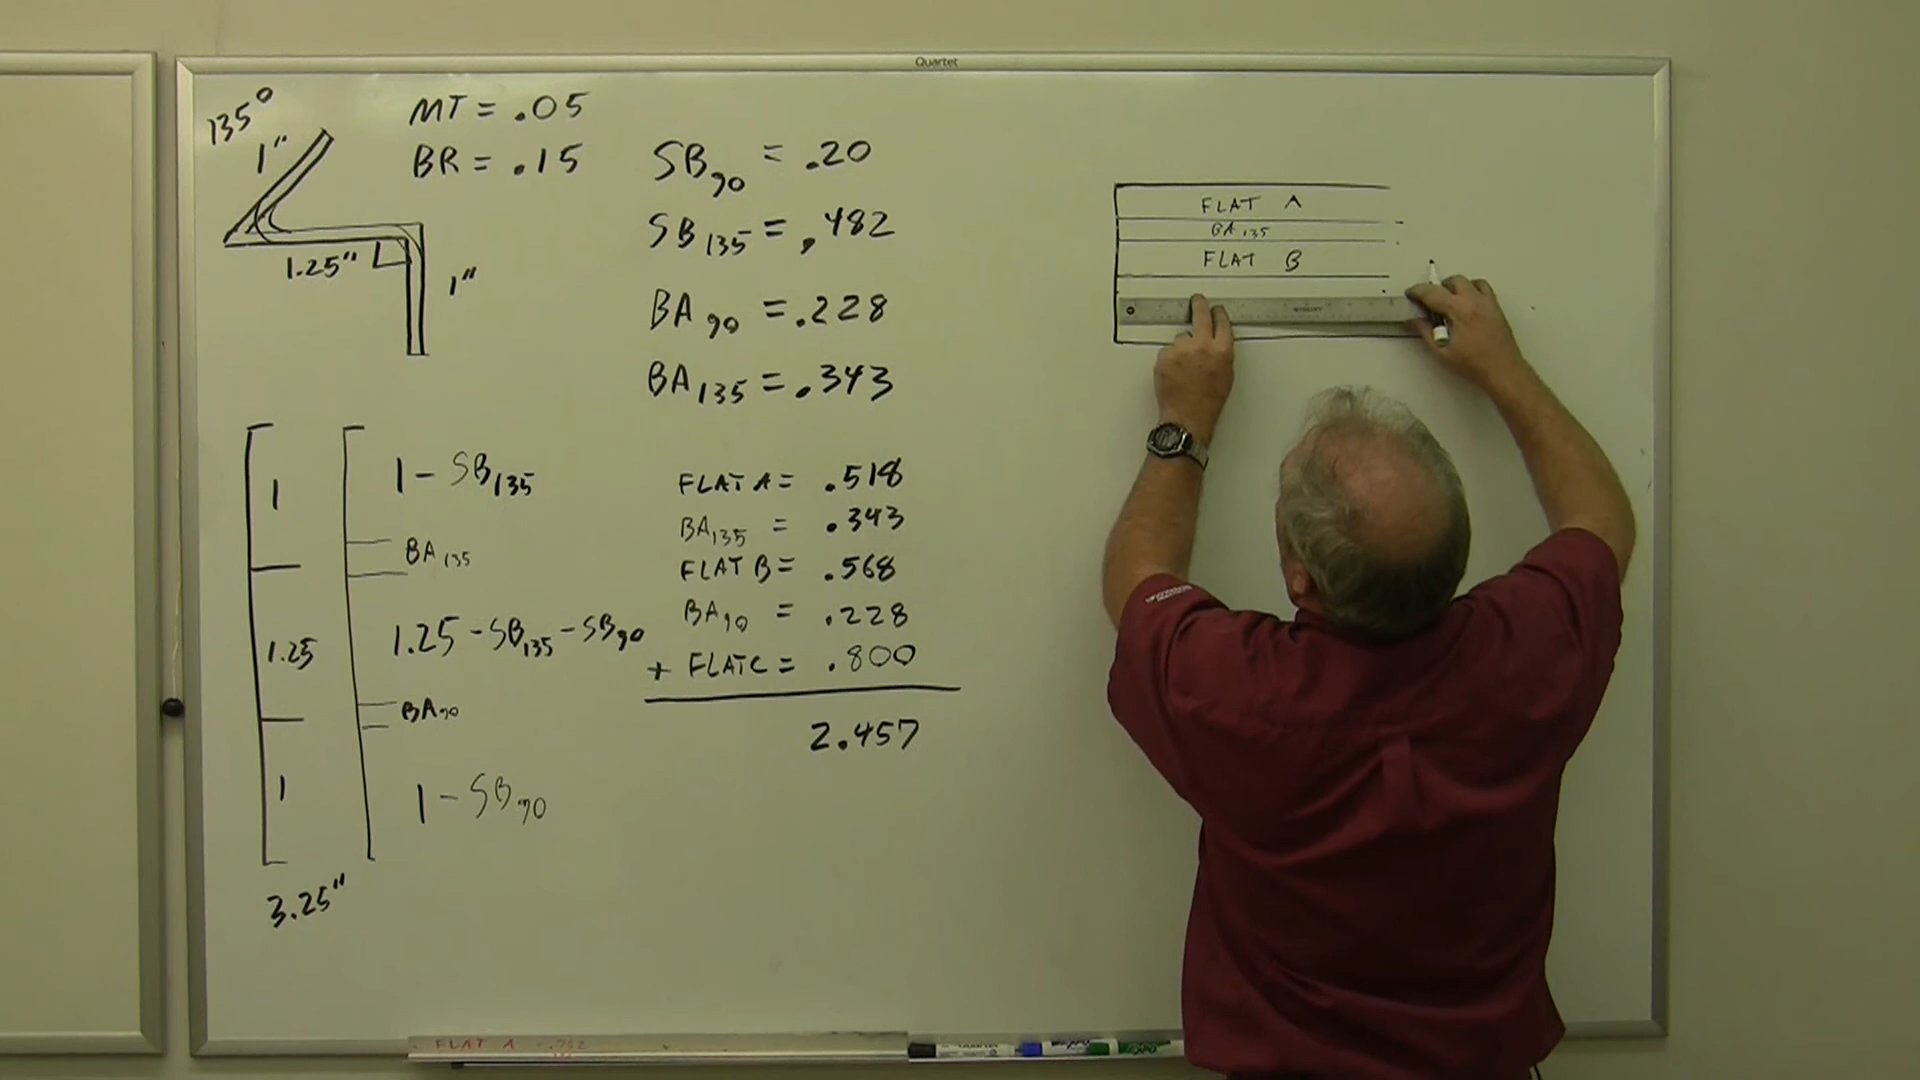 Quartet
135°
1"
1.25"
1"
MT = .05
BR = .15
SB90 = .20
SB135 = .482
BA90 = .228
BA135 = .343
1
1.25
1
3.25"
1 - SB135
BA135
1.25 - SB135 - SB90
BA90
1 - SB90
FLAT A = .518
BA135 = .343
FLAT B = .568
BA90 = .228
+ FLAT C = .800
2.457
FLAT A
BA135
FLAT B
FLAT A
EXPO